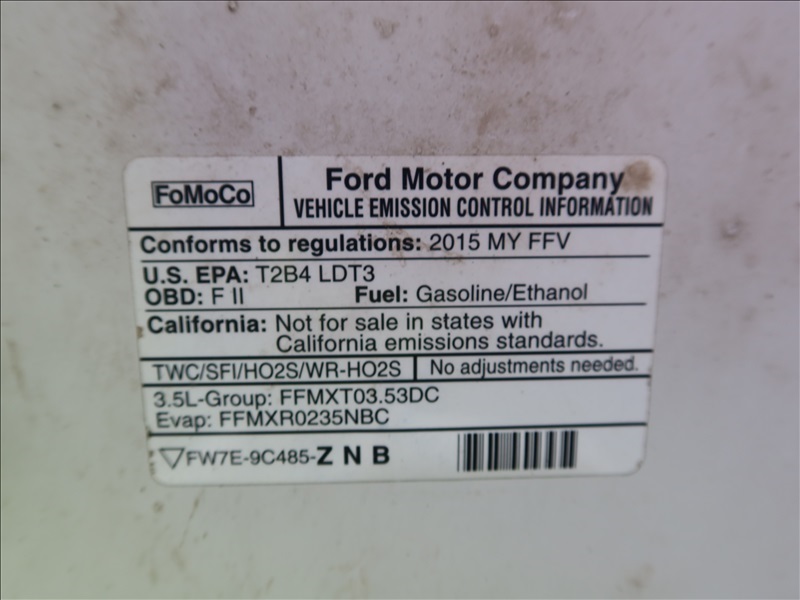 FoMoCo
Ford Motor Company
VEHICLE EMISSION CONTROL INFORMATION
Conforms to regulations: 2015 MY FFV
U.S. EPA: T2B4 LDT3
OBD: F II Fuel: Gasoline/Ethanol
California: Not for sale in states with
California emissions standards.
TWC/SFI/HO2S/WR-HO2S No adjustments needed.
3.5L-Group: FFMXT03.53DC
Evap: FFMXR0235NBC
FW7E-9C485-Z N B